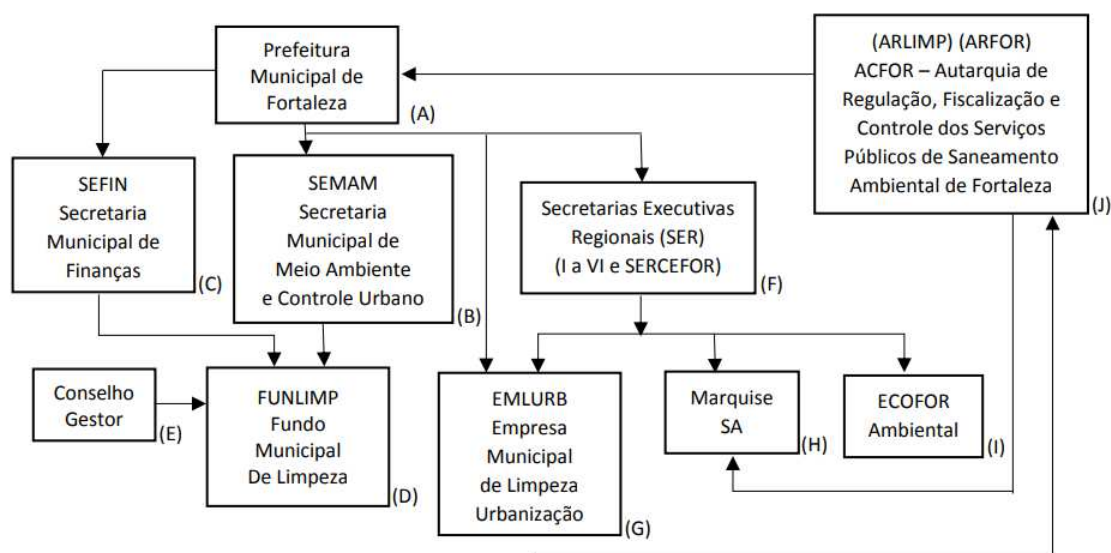 Prefeitura
Municipal de
Fortaleza
(A)
(ARLIMP) (ARFOR)
ACFOR – Autarquia de
Regulação, Fiscalização e
Controle dos Serviços
Públicos de Saneamento
Ambiental de Fortaleza
(J)
SEFIN
Secretaria
Municipal de
Finanças
(C)
SEMAM
Secretaria
Municipal de
Meio Ambiente
e Controle Urbano
(B)
Secretarias Executivas
Regionais (SER)
(I a VI e SERCEFOR)
(F)
Conselho
Gestor
(E)
FUNLIMP
Fundo
Municipal
De Limpeza
(D)
EMLURB
Empresa
Municipal
de Limpeza
Urbanização
(G)
Marquise
SA
(H)
ECOFOR
Ambiental
(I)